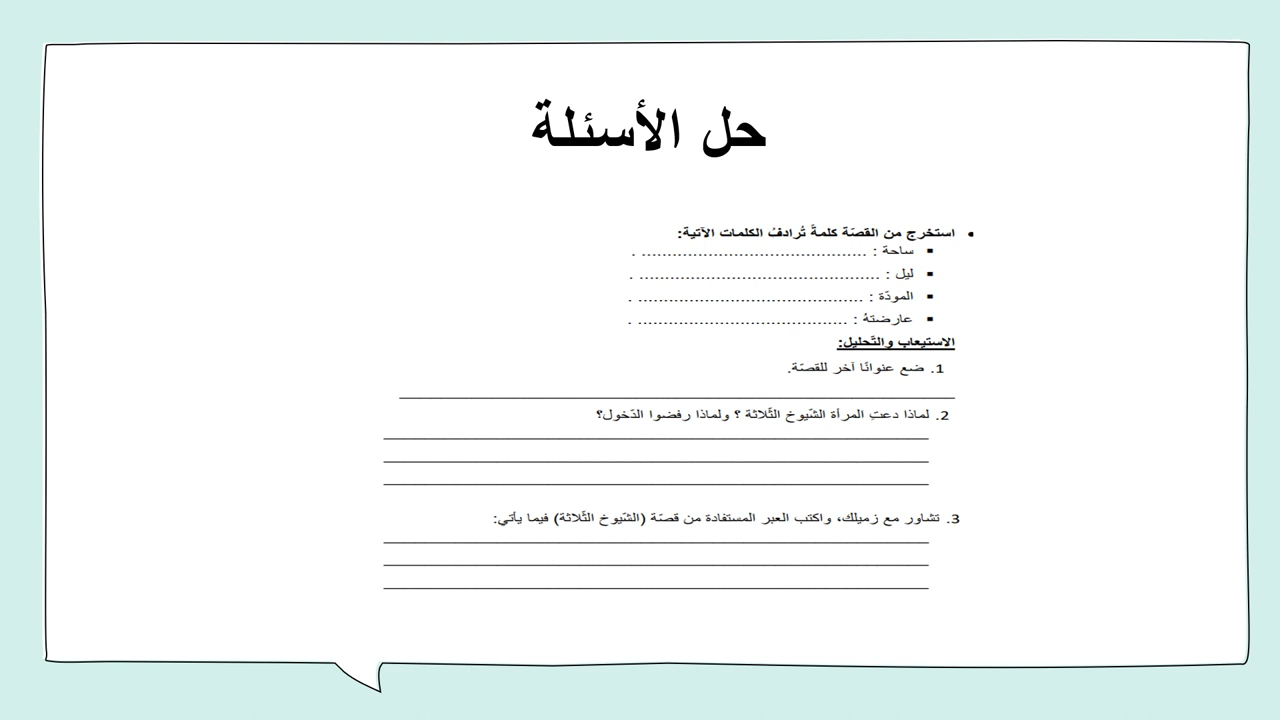 حل الأسئلة
• استخرج من القصّة كلمةً تُرادفُ الكلمات الآتية:
▪ ساحة : ............................................ .
▪ ليل : ............................................... .
▪ المودّة : ............................................ .
▪ عارضتهُ : ......................................... .
الاستيعاب والتّحليل:
1. ضع عنوانًا آخر للقصّة.
2. لماذا دعتِ المرأة الشّيوخ الثّلاثة ؟ ولماذا رفضوا الدّخول؟
3. تشاور مع زميلك، واكتب العبر المستفادة من قصّة (الشّيوخ الثّلاثة) فيما يأتي: